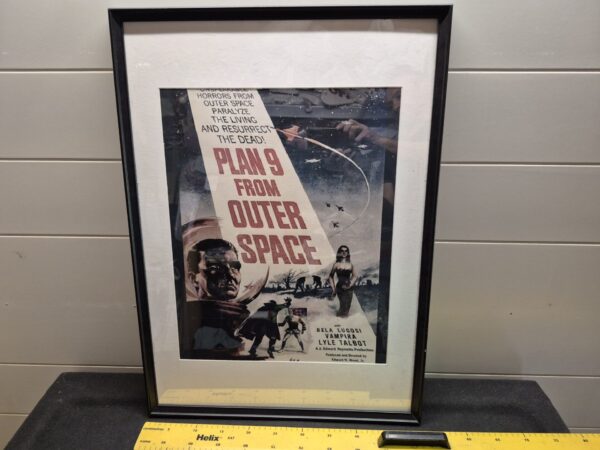 HORRORS FROM
OUTER SPACE
PARALYZE
THE LIVING
AND RESURRECT
THE DEAD!
PLAN 9
FROM
OUTER
SPACE
BELA LUGOSI
VAMPIRA
LYLE TALBOT
Helix